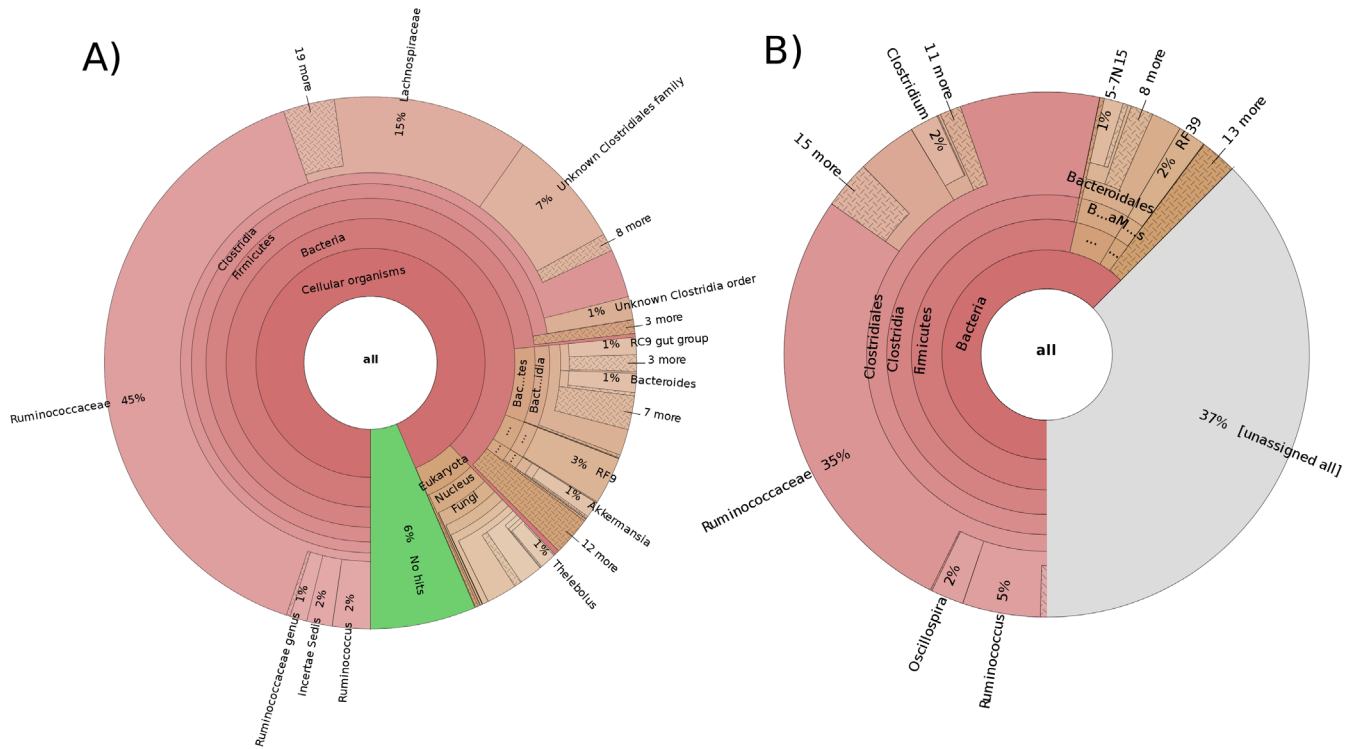 A)
19 more
Lachnospiraceae
15%
Unknown Clostridiales family
7%
8 more
Clostridia
Firmicutes
Bacteria
Cellular organisms
all
Unknown Clostridia order
1%
3 more
1% RC9 gut group
3 more
1% Bacteroides
7 more
Bac...tes
Bact...idia
...
...
...
...
3% RF9
1% Akkermansia
12 more
Eukaryota
Nucleus
Fungi
1% Thelebolus
6% No hits
Ruminococcaceae 45%
2% Ruminococcus
2% Incertae Sedis
1% Ruminococcaceae genus
B)
Clostridium
2%
11 more
15 more
5-7N15
1%
8 more
RF39
2%
13 more
Bacteroidales
B...aM...s
...
...
Clostridiales
Clostridia
Firmicutes
Bacteria
all
37% [unassigned all]
Ruminococcaceae 35%
Oscillospira 2%
Ruminococcus 5%